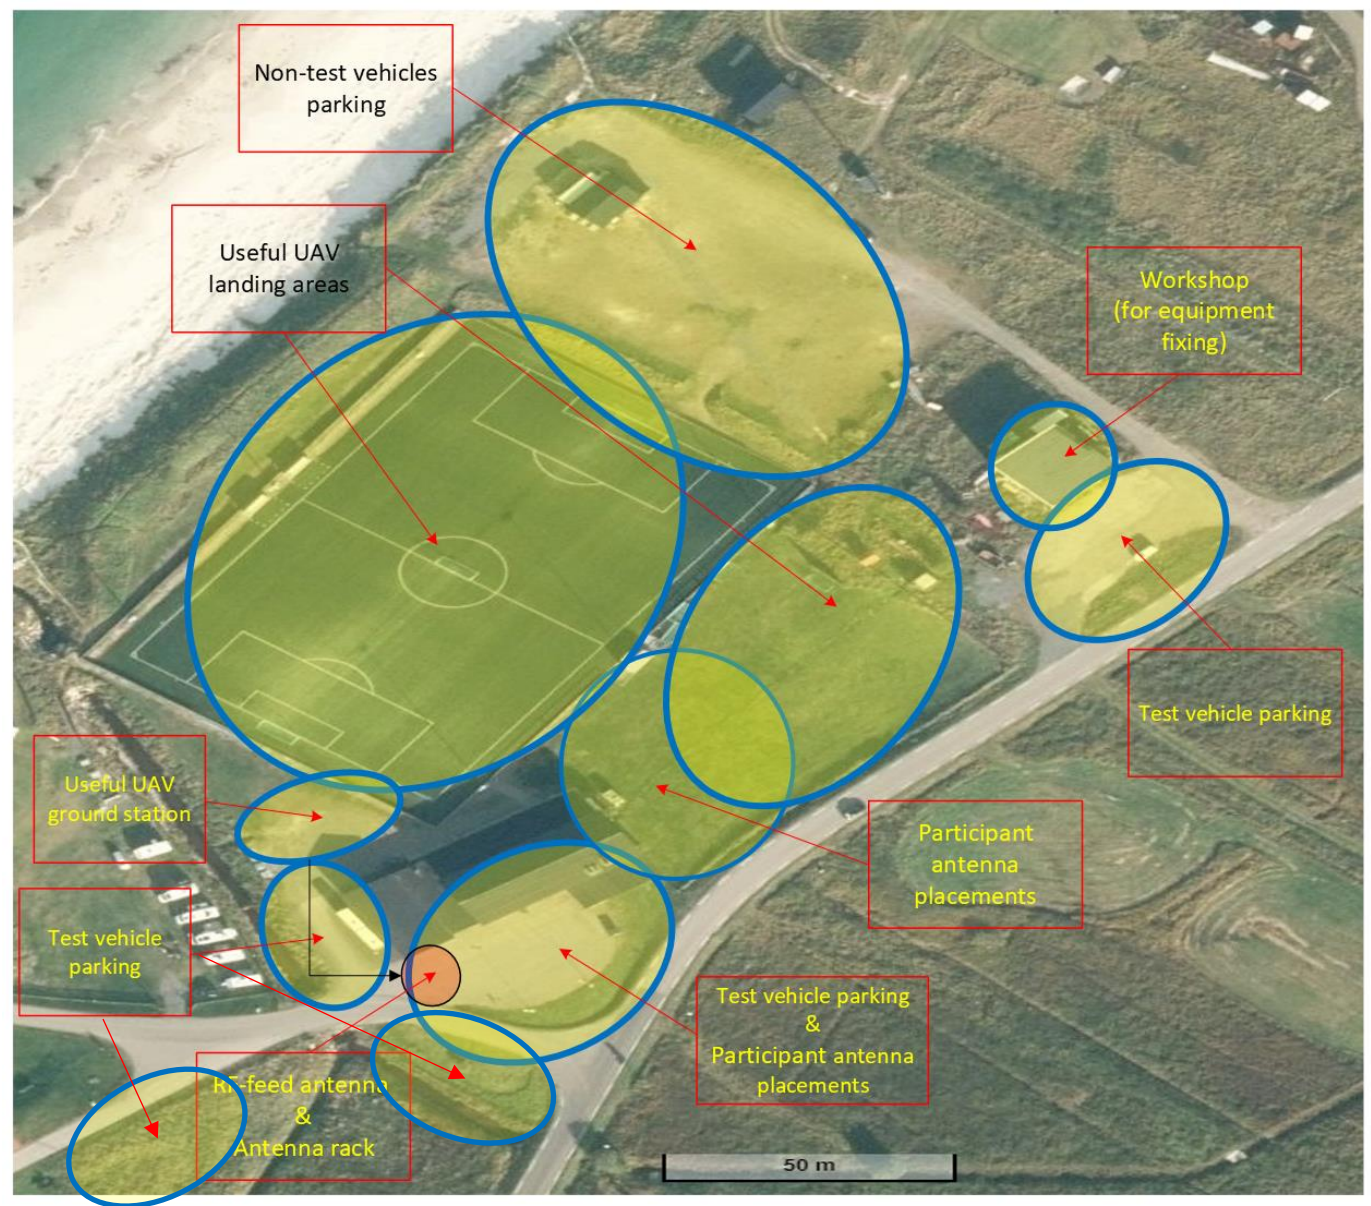 Non-test vehicles
parking
Useful UAV
landing areas
Workshop
(for equipment
fixing)
Test vehicle parking
Useful UAV
ground station
Participant
antenna
placements
Test vehicle
parking
Test vehicle parking
&
Participant antenna
placements
RF-feed antenna
&
Antenna rack
50 m